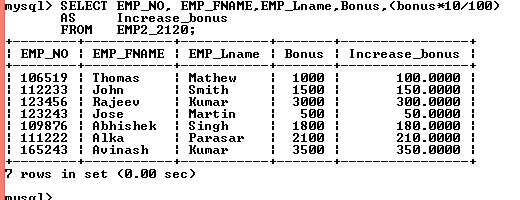 mysql> SELECT EMP_NO, EMP_FNAME,EMP_Lname,Bonus,(bonus*10/100)
AS Increase_bonus
FROM EMP2_2120;
+--------+-----------+-----------+-------+----------------+
| EMP_NO | EMP_FNAME | EMP_Lname | Bonus | Increase_bonus |
+--------+-----------+-----------+-------+----------------+
| 106519 | Thomas | Mathew | 1000 | 100.0000 |
| 112233 | John | Smith | 1500 | 150.0000 |
| 123456 | Rajeev | Kumar | 3000 | 300.0000 |
| 123243 | Jose | Martin | 500 | 50.0000 |
| 109876 | Abhishek | Singh | 1800 | 180.0000 |
| 111222 | Alka | Parasar | 2100 | 210.0000 |
| 165243 | Avinash | Kumar | 3500 | 350.0000 |
+--------+-----------+-----------+-------+----------------+
7 rows in set (0.00 sec)
mysql>